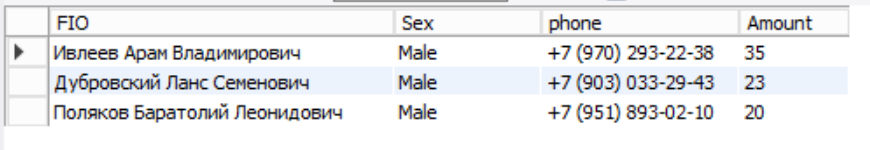 FIO Sex phone Amount
Ивлеев Арам Владимирович Male +7 (970) 293-22-38 35
Дубровский Ланс Семенович Male +7 (903) 033-29-43 23
Поляков Баратолий Леонидович Male +7 (951) 893-02-10 20